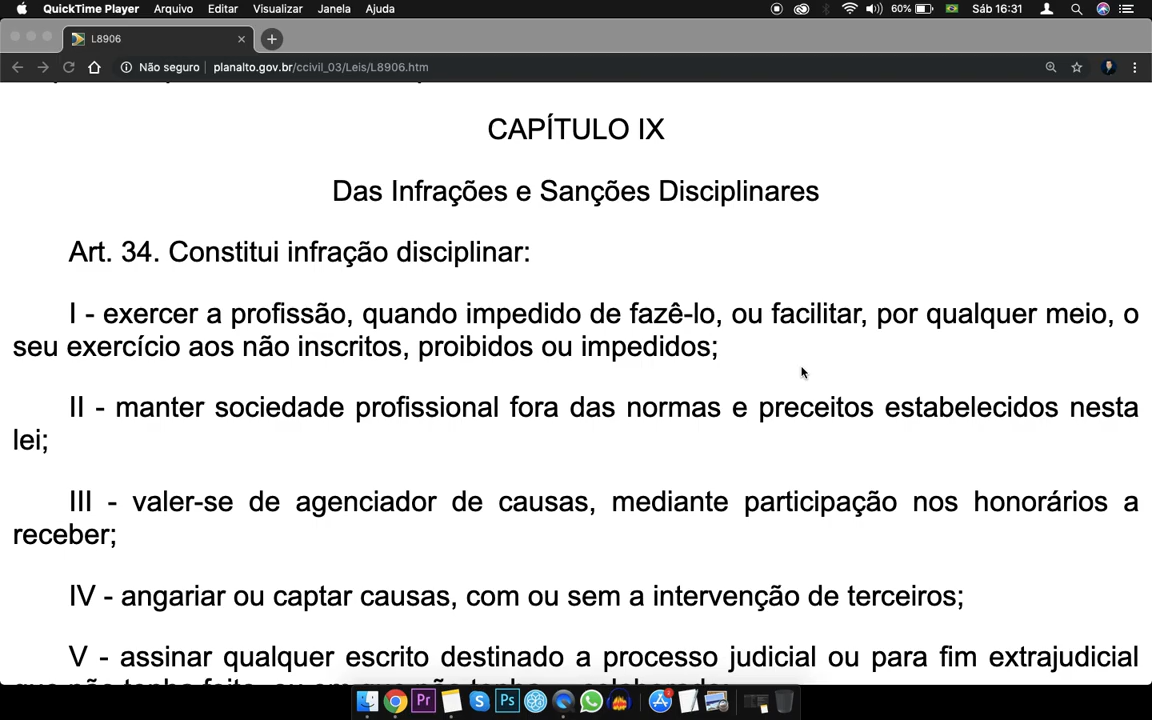 QuickTime Player Arquivo Editar Visualizar Janela Ajuda 60% Sáb 16:31
L8906
Não seguro planalto.gov.br/ccivil_03/Leis/L8906.htm
CAPÍTULO IX
Das Infrações e Sanções Disciplinares
Art. 34. Constitui infração disciplinar:
I - exercer a profissão, quando impedido de fazê-lo, ou facilitar, por qualquer meio, o
seu exercício aos não inscritos, proibidos ou impedidos;
II - manter sociedade profissional fora das normas e preceitos estabelecidos nesta
lei;
III - valer-se de agenciador de causas, mediante participação nos honorários a
receber;
IV - angariar ou captar causas, com ou sem a intervenção de terceiros;
V - assinar qualquer escrito destinado a processo judicial ou para fim extrajudicial
Pr Ps